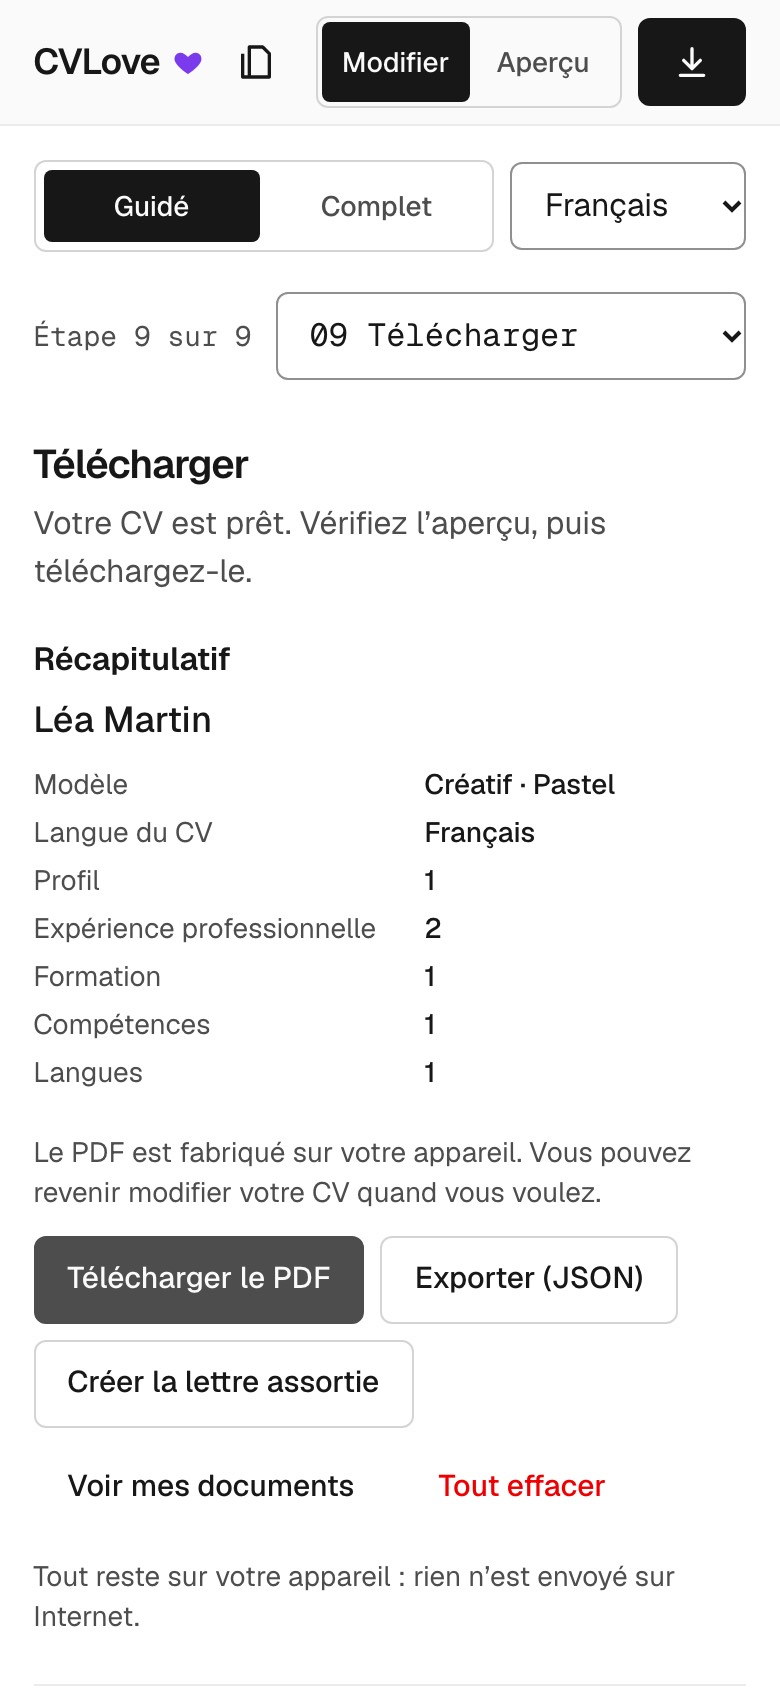 CVLove
Modifier
Aperçu
Guidé
Complet
Français
Étape 9 sur 9
09 Télécharger
Télécharger
Votre CV est prêt. Vérifiez l’aperçu, puis
téléchargez-le.
Récapitulatif
Léa Martin
Modèle Créatif · Pastel
Langue du CV Français
Profil 1
Expérience professionnelle 2
Formation 1
Compétences 1
Langues 1
Le PDF est fabriqué sur votre appareil. Vous pouvez
revenir modifier votre CV quand vous voulez.
Télécharger le PDF
Exporter (JSON)
Créer la lettre assortie
Voir mes documents
Tout effacer
Tout reste sur votre appareil : rien n’est envoyé sur
Internet.